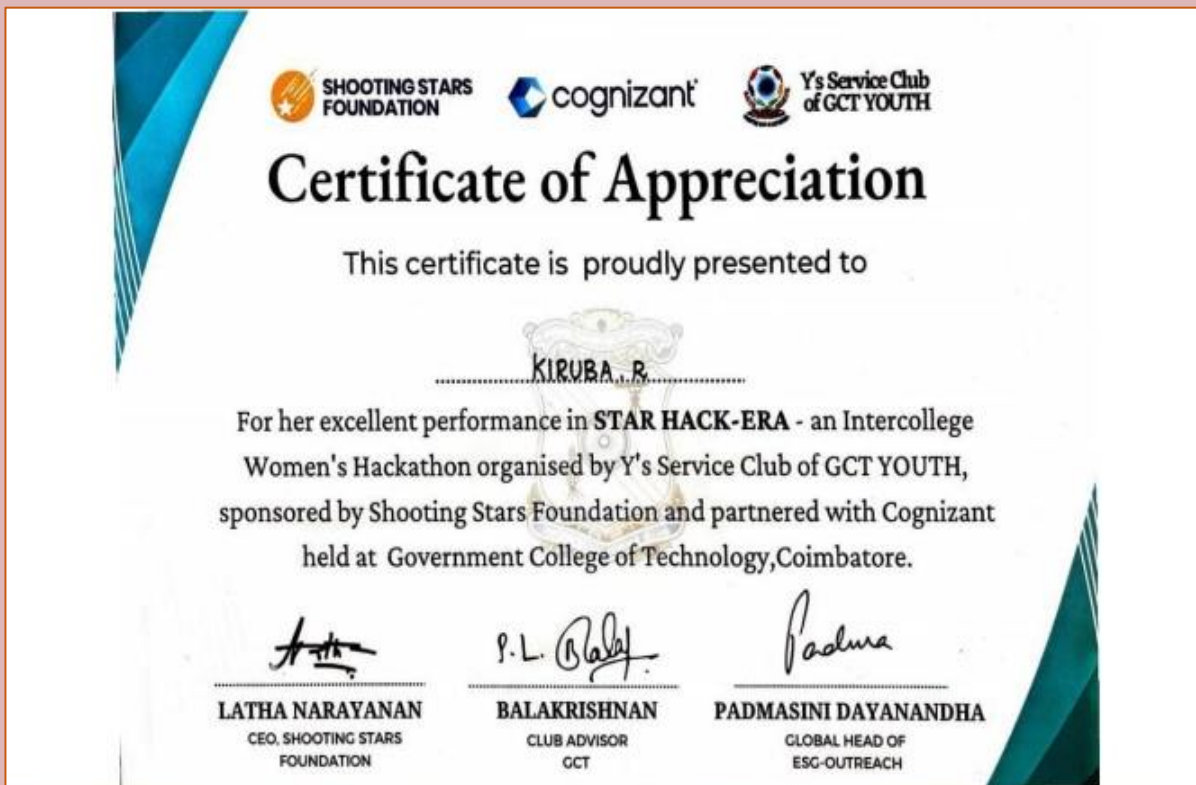 SHOOTING STARS
FOUNDATION
cognizant
Y's Service Club
of GCT YOUTH
Certificate of Appreciation
This certificate is proudly presented to
KIRUBA . R
For her excellent performance in STAR HACK-ERA - an Intercollege
Women's Hackathon organised by Y's Service Club of GCT YOUTH,
sponsored by Shooting Stars Foundation and partnered with Cognizant
held at Government College of Technology,Coimbatore.
P.L. Balaf
Padma
LATHA NARAYANAN
BALAKRISHNAN
PADMASINI DAYANANDHA
CEO, SHOOTING STARS
FOUNDATION
CLUB ADVISOR
GCT
GLOBAL HEAD OF
ESG-OUTREACH